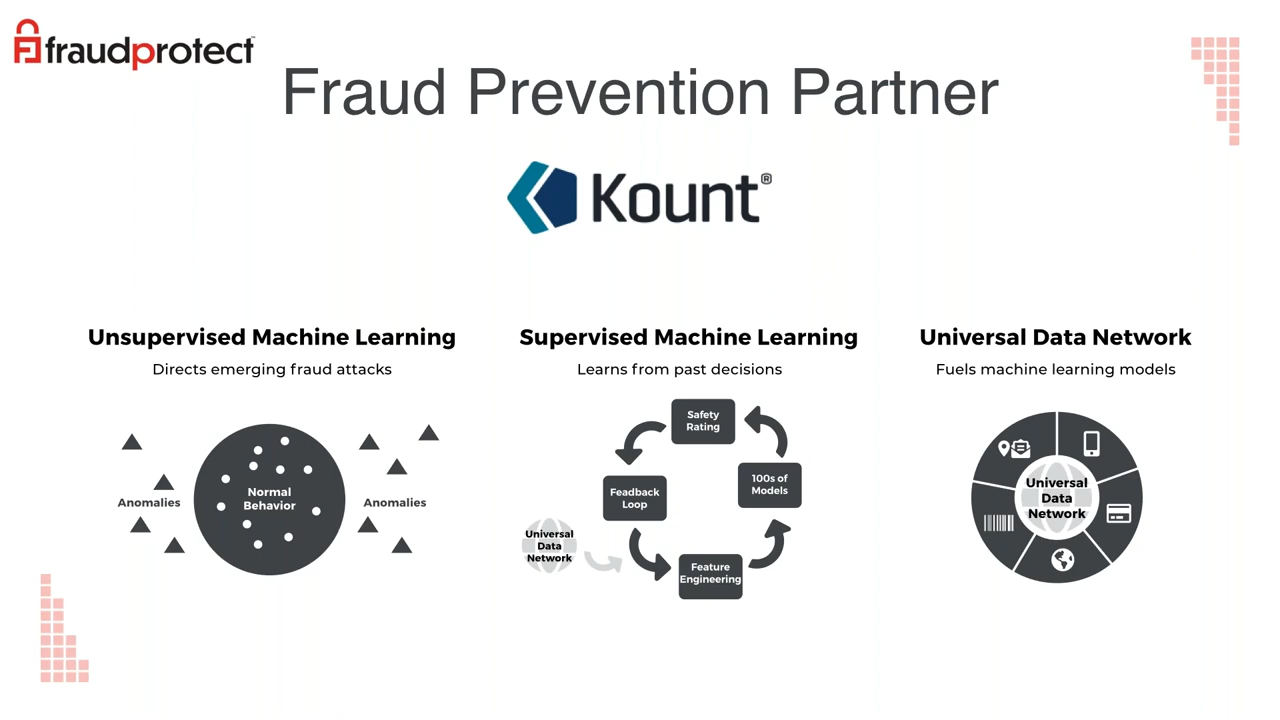 fraudprotect™
Fraud Prevention Partner
Kount®
Unsupervised Machine Learning
Directs emerging fraud attacks
Anomalies
Normal
Behavior
Anomalies
Supervised Machine Learning
Learns from past decisions
Safety
Rating
Feadback
Loop
100s of
Models
Universal
Data
Network
Feature
Engineering
Universal Data Network
Fuels machine learning models
Universal
Data
Network